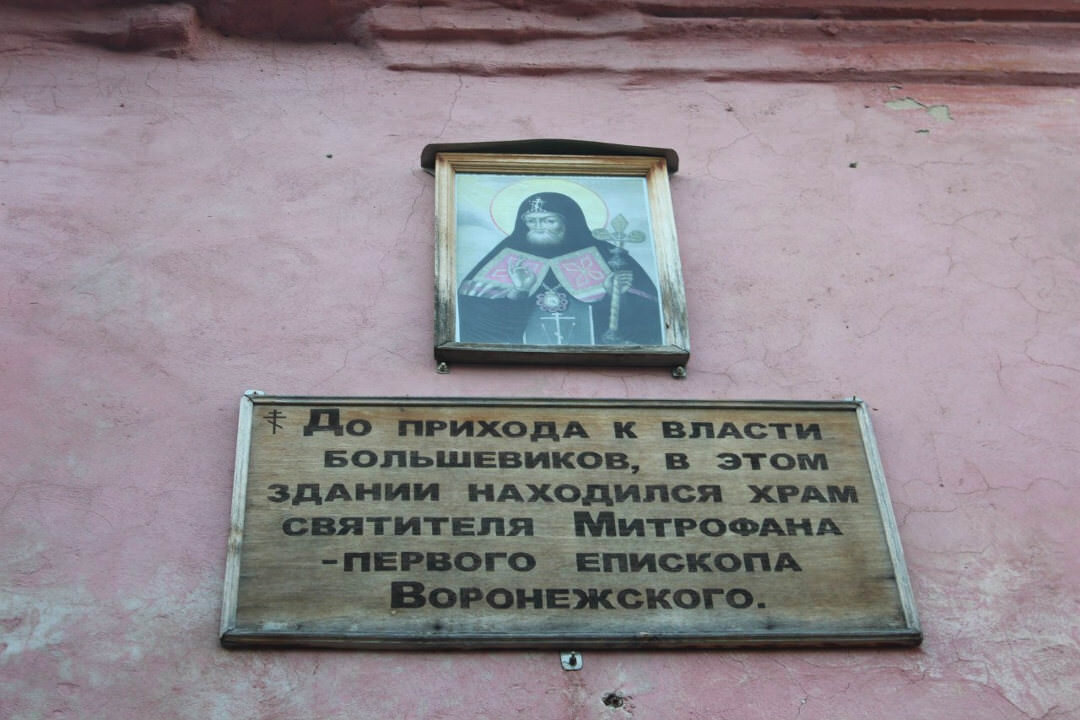 До прихода к власти
большевиков, в этом
здании находился храм
святителя Митрофана
-первого епископа
Воронежского.